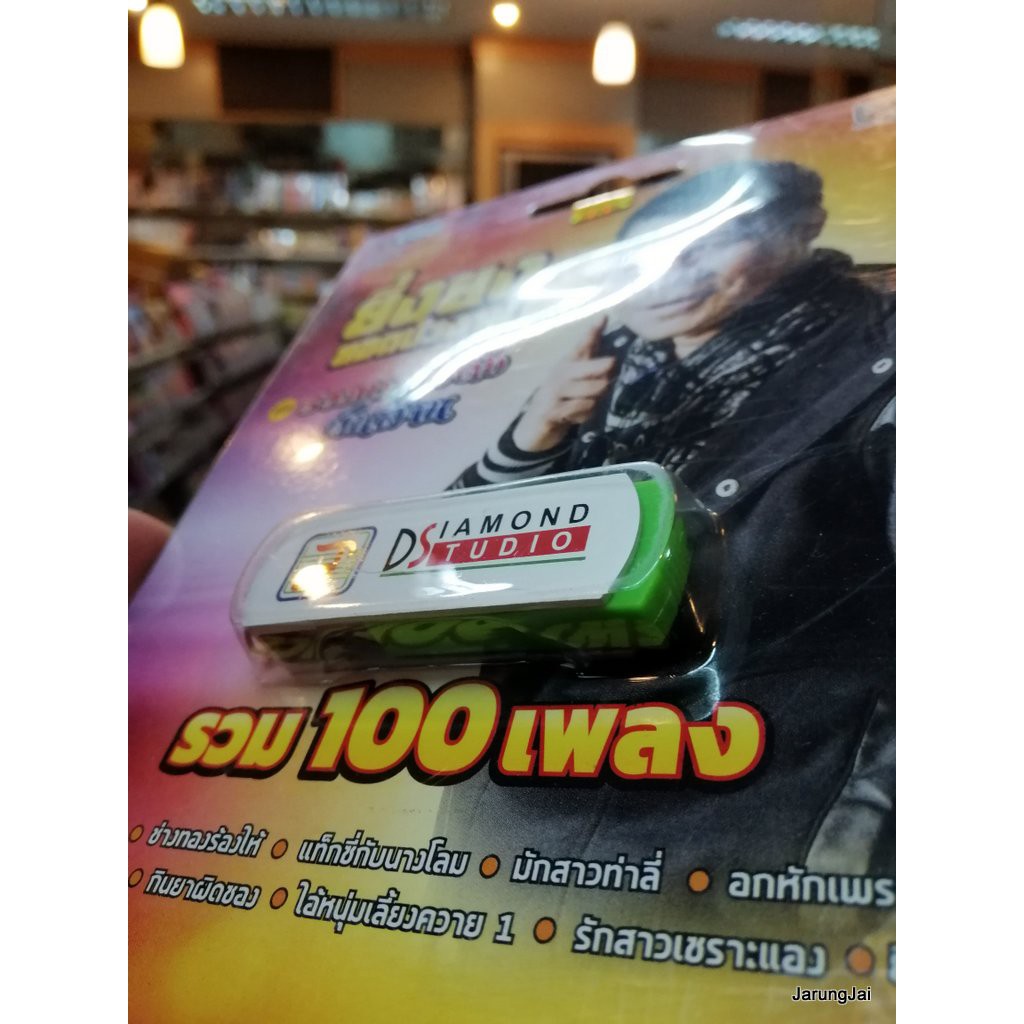 DIAMOND
STUDIO
รวม 100 เพลง
• ช่างทองร้องไห้ • แท็กซี่กับนางโลม • มักสาวท่าลี่ • อกหักเพร
• กินยาผิดซอง • ไอ้หนุ่มเลี้ยงควาย 1 • รักสาวเซราะแอง •
JarungJai